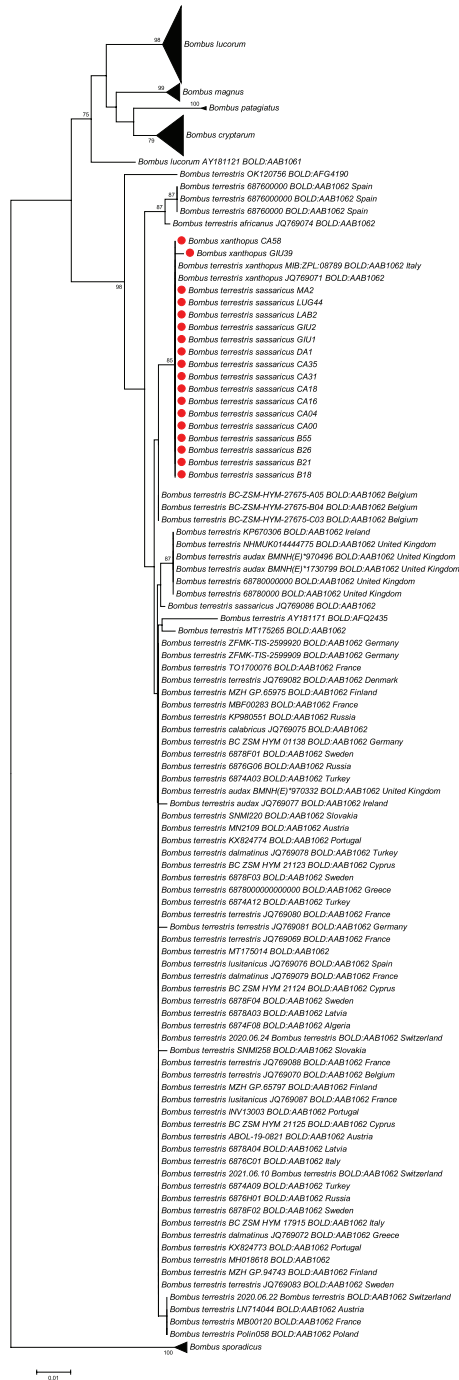 98
Bombus lucorum
99
Bombus magnus
75
100
Bombus patagiatus
Bombus cryptarum
79
Bombus lucorum AY181121 BOLD:AAB1061
Bombus terrestris OK120756 BOLD:AFG4190
87
Bombus terrestris 687600000 BOLD:AAB1062 Spain
Bombus terrestris 6876000000 BOLD:AAB1062 Spain
87
Bombus terrestris 68760000 BOLD:AAB1062 Spain
Bombus terrestris africanus JQ769074 BOLD:AAB1062
Bombus xanthopus CA58
Bombus xanthopus GIU39
Bombus terrestris xanthopus MIB:ZPL:08789 BOLD:AAB1062 Italy
Bombus terrestris xanthopus JQ769071 BOLD:AAB1062
98
Bombus terrestris sassaricus MA2
Bombus terrestris sassaricus LUG44
Bombus terrestris sassaricus LAB2
Bombus terrestris sassaricus GIU2
Bombus terrestris sassaricus GIU1
Bombus terrestris sassaricus DA1
85
Bombus terrestris sassaricus CA35
Bombus terrestris sassaricus CA31
Bombus terrestris sassaricus CA18
Bombus terrestris sassaricus CA16
Bombus terrestris sassaricus CA04
Bombus terrestris sassaricus CA00
Bombus terrestris sassaricus B55
Bombus terrestris sassaricus B26
Bombus terrestris sassaricus B21
Bombus terrestris sassaricus B18
Bombus terrestris BC-ZSM-HYM-27675-A05 BOLD:AAB1062 Belgium
Bombus terrestris BC-ZSM-HYM-27675-B04 BOLD:AAB1062 Belgium
Bombus terrestris BC-ZSM-HYM-27675-C03 BOLD:AAB1062 Belgium
Bombus terrestris KP670306 BOLD:AAB1062 Ireland
Bombus terrestris NHMUK014444775 BOLD:AAB1062 United Kingdom
Bombus terrestris audax BMNH(E)*970496 BOLD:AAB1062 United Kingdom
87
Bombus terrestris audax BMNH(E)*1730799 BOLD:AAB1062 United Kingdom
Bombus terrestris 68780000000 BOLD:AAB1062 United Kingdom
Bombus terrestris 68780000 BOLD:AAB1062 United Kingdom
Bombus terrestris sassaricus JQ769086 BOLD:AAB1062
Bombus terrestris AY181171 BOLD:AFQ2435
Bombus terrestris MT175265 BOLD:AAB1062
Bombus terrestris ZFMK-TIS-2599920 BOLD:AAB1062 Germany
Bombus terrestris ZFMK-TIS-2599909 BOLD:AAB1062 Germany
Bombus terrestris TO1700076 BOLD:AAB1062 France
Bombus terrestris terrestris JQ769082 BOLD:AAB1062 Denmark
Bombus terrestris MZH GP.65975 BOLD:AAB1062 Finland
Bombus terrestris MBF00283 BOLD:AAB1062 France
Bombus terrestris KP980551 BOLD:AAB1062 Russia
Bombus terrestris calabricus JQ769075 BOLD:AAB1062
Bombus terrestris BC ZSM HYM 01138 BOLD:AAB1062 Germany
Bombus terrestris 6878F01 BOLD:AAB1062 Sweden
Bombus terrestris 6876G06 BOLD:AAB1062 Russia
Bombus terrestris 6874A03 BOLD:AAB1062 Turkey
Bombus terrestris audax BMNH(E)*970332 BOLD:AAB1062 United Kingdom
Bombus terrestris audax JQ769077 BOLD:AAB1062 Ireland
Bombus terrestris SNMI220 BOLD:AAB1062 Slovakia
Bombus terrestris MN2109 BOLD:AAB1062 Austria
Bombus terrestris KX824774 BOLD:AAB1062 Portugal
Bombus terrestris dalmatinus JQ769078 BOLD:AAB1062 Turkey
Bombus terrestris BC ZSM HYM 21123 BOLD:AAB1062 Cyprus
Bombus terrestris 6878F03 BOLD:AAB1062 Sweden
Bombus terrestris 6878000000000000 BOLD:AAB1062 Greece
Bombus terrestris 6874A12 BOLD:AAB1062 Turkey
Bombus terrestris terrestris JQ769080 BOLD:AAB1062 France
Bombus terrestris terrestris JQ769081 BOLD:AAB1062 Germany
Bombus terrestris terrestris JQ769069 BOLD:AAB1062 France
Bombus terrestris MT175014 BOLD:AAB1062
Bombus terrestris lusitanicus JQ769076 BOLD:AAB1062 Spain
Bombus terrestris dalmatinus JQ769079 BOLD:AAB1062 France
Bombus terrestris BC ZSM HYM 21124 BOLD:AAB1062 Cyprus
Bombus terrestris 6878F04 BOLD:AAB1062 Sweden
Bombus terrestris 6878A03 BOLD:AAB1062 Latvia
Bombus terrestris 6874F08 BOLD:AAB1062 Algeria
Bombus terrestris 2020.06.24 Bombus terrestris BOLD:AAB1062 Switzerland
Bombus terrestris SNMI258 BOLD:AAB1062 Slovakia
Bombus terrestris terrestris JQ769088 BOLD:AAB1062 France
Bombus terrestris terrestris JQ769070 BOLD:AAB1062 Belgium
Bombus terrestris MZH GP.65797 BOLD:AAB1062 Finland
Bombus terrestris lusitanicus JQ769087 BOLD:AAB1062 France
Bombus terrestris INV13003 BOLD:AAB1062 Portugal
Bombus terrestris BC ZSM HYM 21125 BOLD:AAB1062 Cyprus
Bombus terrestris ABOL-19-0821 BOLD:AAB1062 Austria
Bombus terrestris 6878A04 BOLD:AAB1062 Latvia
Bombus terrestris 6876C01 BOLD:AAB1062 Italy
Bombus terrestris 2021.06.10 Bombus terrestris BOLD:AAB1062 Switzerland
Bombus terrestris 6874A09 BOLD:AAB1062 Turkey
Bombus terrestris 6876H01 BOLD:AAB1062 Russia
Bombus terrestris 6878F02 BOLD:AAB1062 Sweden
Bombus terrestris BC ZSM HYM 17915 BOLD:AAB1062 Italy
Bombus terrestris dalmatinus JQ769072 BOLD:AAB1062 Greece
Bombus terrestris KX824773 BOLD:AAB1062 Portugal
Bombus terrestris MH018618 BOLD:AAB1062
Bombus terrestris MZH GP.94743 BOLD:AAB1062 Finland
Bombus terrestris terrestris JQ769083 BOLD:AAB1062 Sweden
Bombus terrestris 2020.06.22 Bombus terrestris BOLD:AAB1062 Switzerland
Bombus terrestris LN714044 BOLD:AAB1062 Austria
Bombus terrestris MB00120 BOLD:AAB1062 France
Bombus terrestris Polin058 BOLD:AAB1062 Poland
Bombus sporadicus
100
0.01